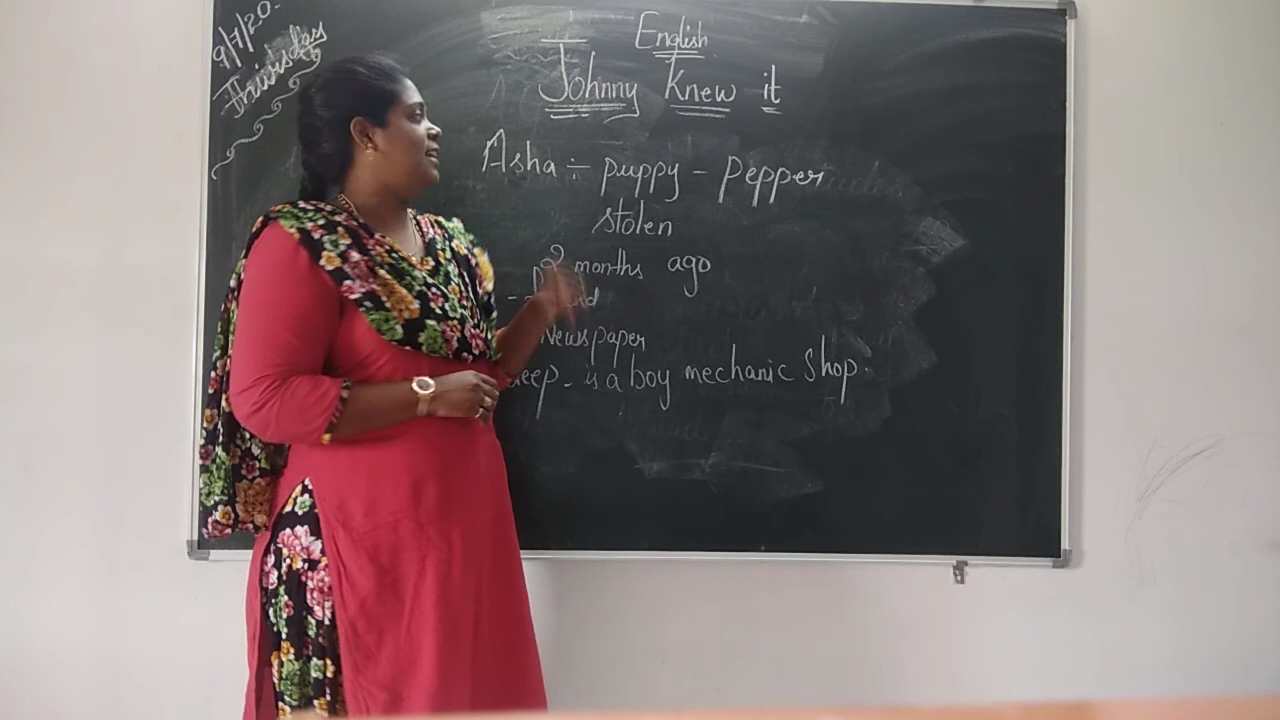 9/7/20.
Thursday
English
Johnny Knew it
Asha ÷ puppy - Pepper
stolen
2 months ago
Newspaper
is a boy mechanic Shop.